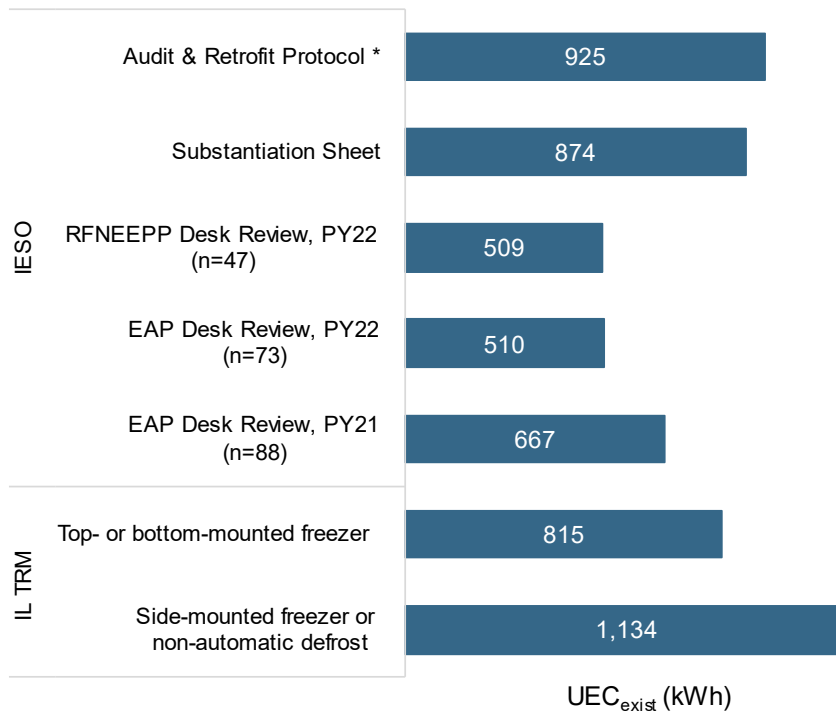 IESO
Audit & Retrofit Protocol *
925
Substantiation Sheet
874
RFNEEPP Desk Review, PY22
(n=47)
509
EAP Desk Review, PY22
(n=73)
510
EAP Desk Review, PY21
(n=88)
667
IL TRM
Top- or bottom-mounted freezer
815
Side-mounted freezer or
non-automatic defrost
1,134
UECexist (kWh)